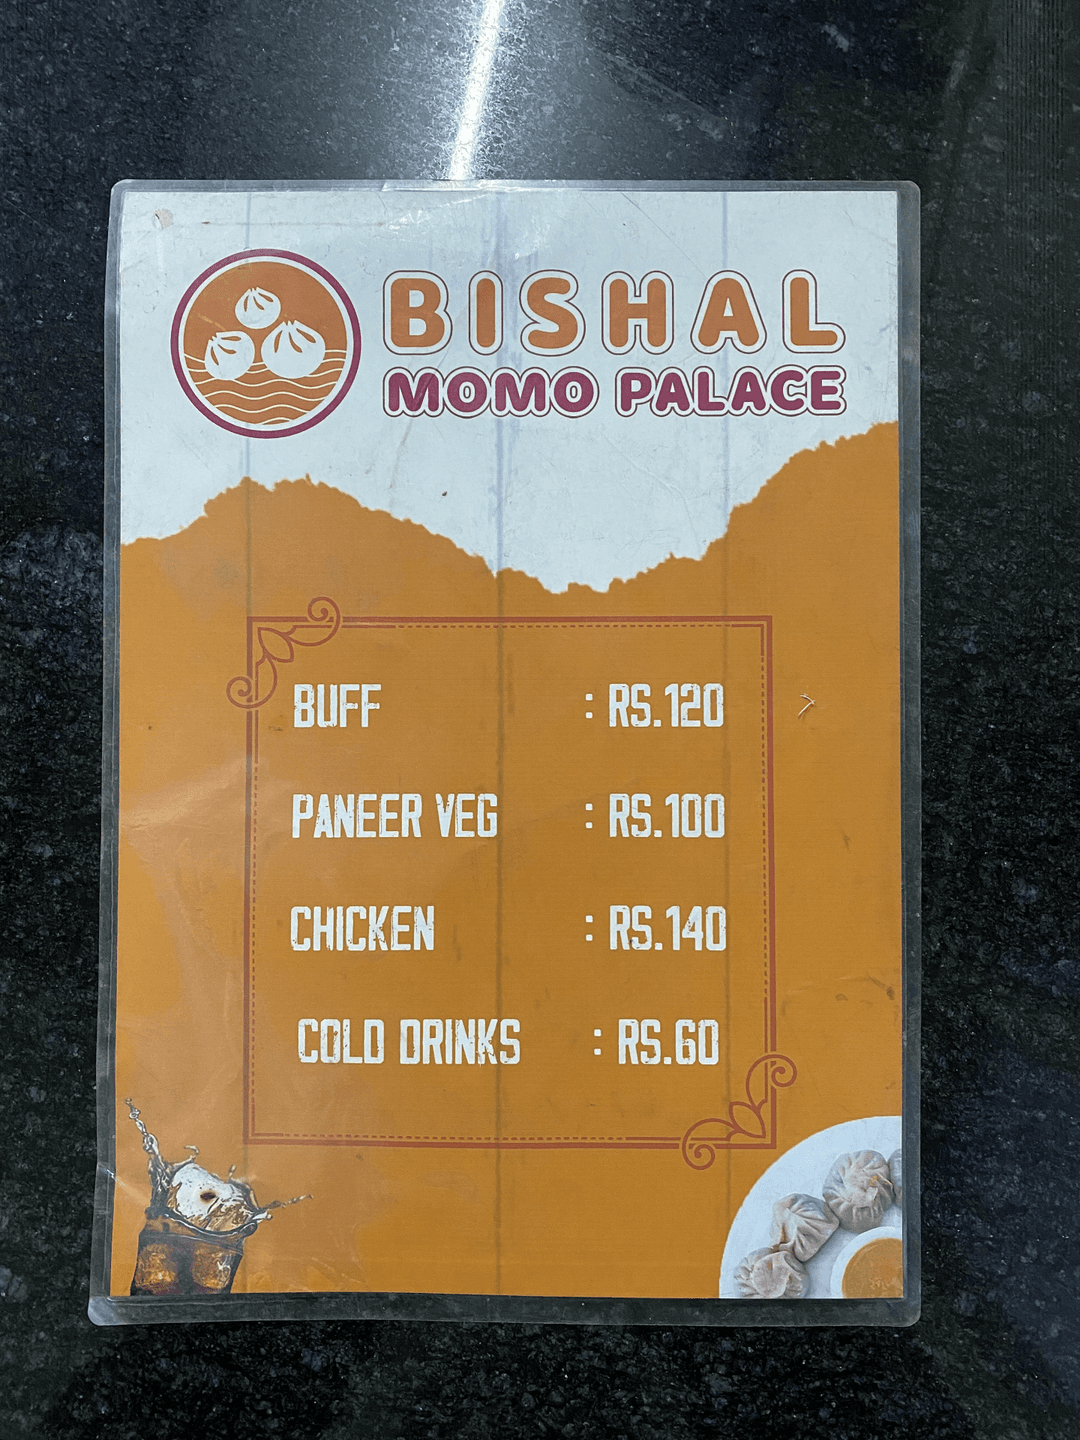 BISHAL
MOMO PALACE
BUFF : RS.120
PANEER VEG : RS.100
CHICKEN : RS.140
COLD DRINKS : RS.60